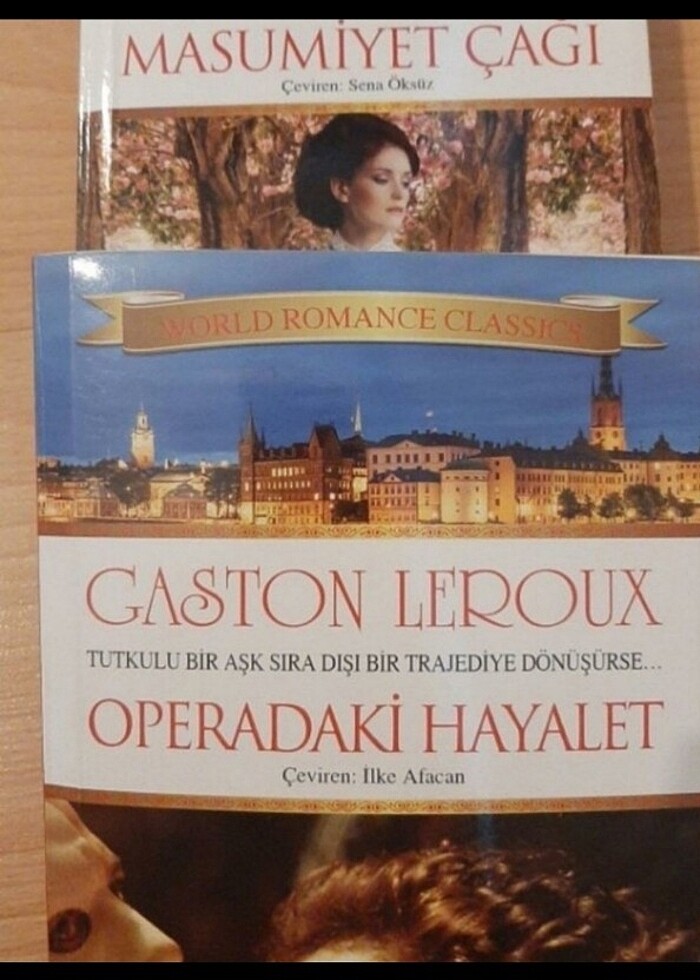 MASUMİYET ÇAĞI
Çeviren: Sena Öksüz
WORLD ROMANCE CLASSICS
GASTON LEROUX
TUTKULU BİR AŞK SIRA DIŞI BİR TRAJEDİYE DÖNÜŞÜRSE...
OPERADAKİ HAYALET
Çeviren: İlke Afacan